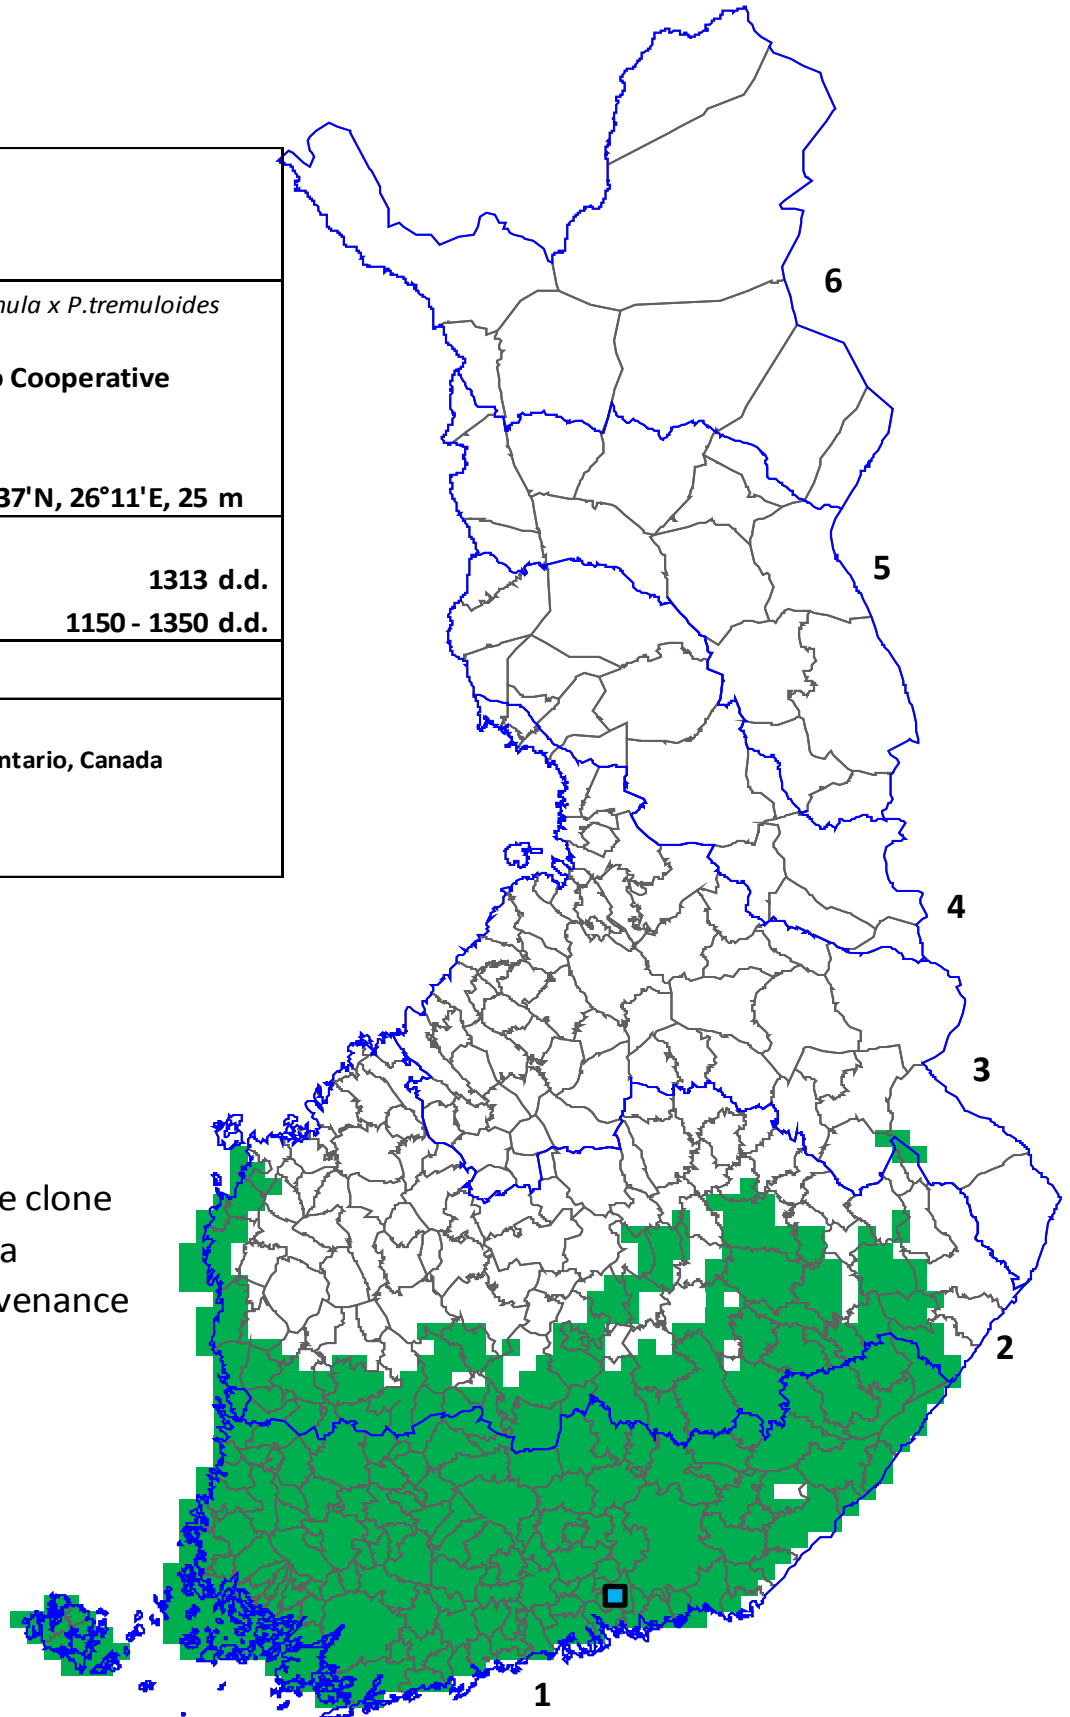 nula x P.tremuloides
o Cooperative
37'N, 26°11'E, 25 m
1313 d.d.
1150 - 1350 d.d.
ntario, Canada
e clone
a
venance
6
5
4
3
2
1